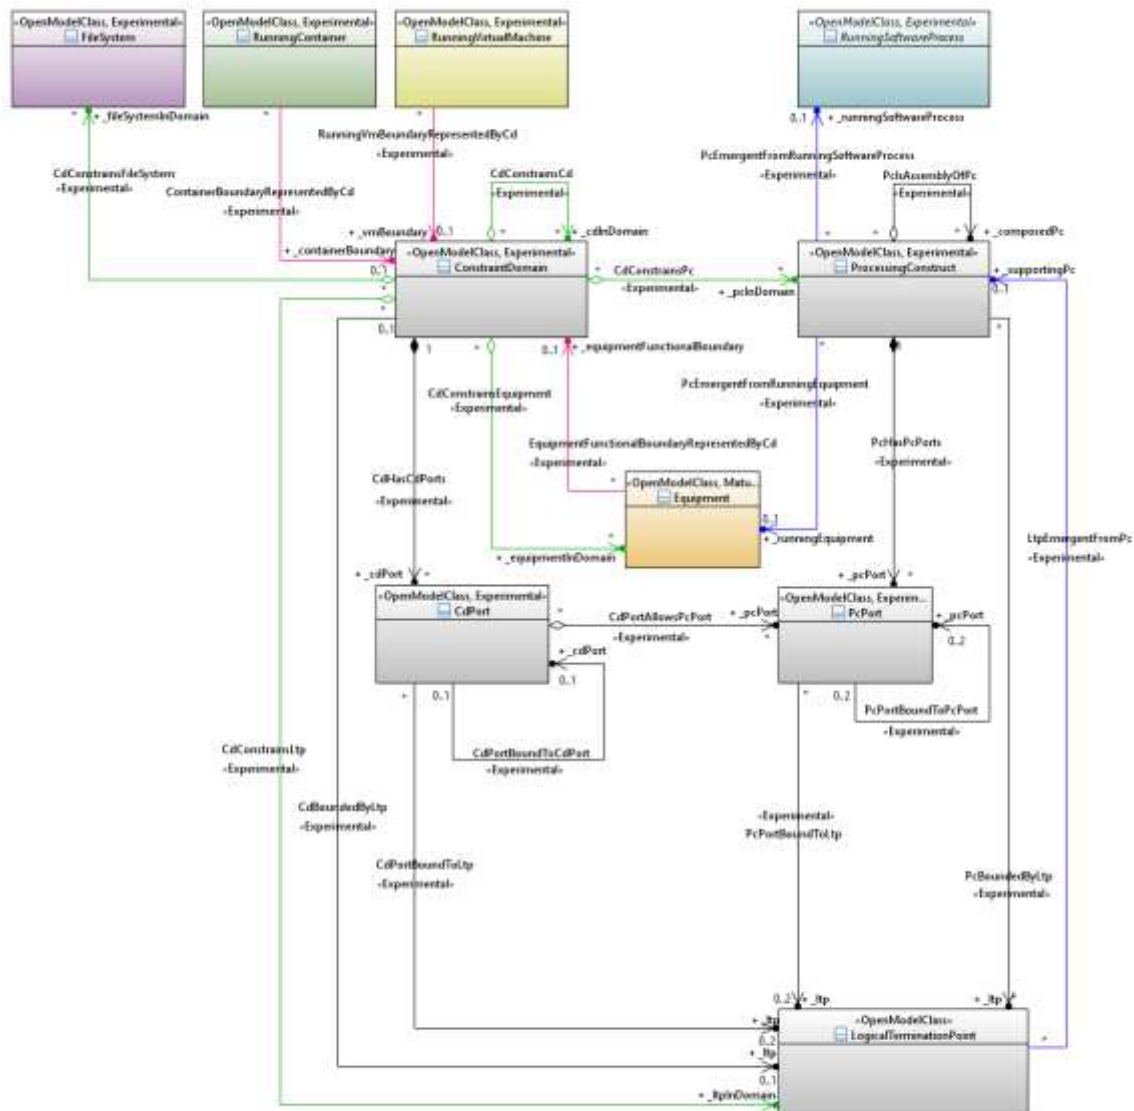 «OpenModelClass, Experimental»
FileSystem
«OpenModelClass, Experimental»
RunningContainer
«OpenModelClass, Experimental»
RunningVirtualMachine
«OpenModelClass, Experimental»
RunningSoftwareProcess
*
+ _fileSystemInDomain
*
*
0..1
+ _runningSoftwareProcess
RunningVmBoundaryRepresentedByCd
«Experimental»
PcEmergentFromRunningSoftwareProcess
«Experimental»
CdConstrainsFileSystem
«Experimental»
CdConstrainsCd
«Experimental»
PcIsAssemblyOfPc
«Experimental»
ContainerBoundaryRepresentedByCd
«Experimental»
+ _vmBoundary
0..1
*
*
+ _cdInDomain
*
*
*
+ _composedPc
+ _containerBoundary
0..1
«OpenModelClass, Experimental»
ConstraintDomain
*
CdConstrainsPc
«Experimental»
*
+ _pcInDomain
«OpenModelClass, Experimental»
ProcessingConstruct
+ _supportingPc
0..1
*
*
0..1
1
*
0..1
+ _equipmentFunctionalBoundary
*
*
CdConstrainsEquipment
«Experimental»
PcEmergentFromRunningEquipment
«Experimental»
EquipmentFunctionalBoundaryRepresentedByCd
«Experimental»
PcHasPcPorts
«Experimental»
CdHasCdPorts
«Experimental»
*
«OpenModelClass, Matu...
Equipment
0..1
+ _runningEquipment
*
+ _equipmentInDomain
LtpEmergentFromPc
«Experimental»
+ _cdPort
*
+ _pcPort
*
«OpenModelClass, Experimental»
CdPort
*
CdPortAllowsPcPort
«Experimental»
+ _pcPort
*
«OpenModelClass, Experim...
PcPort
+ _pcPort
0..2
+ _cdPort
0..1
*
0..1
*
0..2
PcPortBoundToPcPort
«Experimental»
CdPortBoundToCdPort
«Experimental»
CdConstrainsLtp
«Experimental»
CdBoundedByLtp
«Experimental»
«Experimental»
PcPortBoundToLtp
CdPortBoundToLtp
«Experimental»
PcBoundedByLtp
«Experimental»
0..2
+ _ltp
+ _ltp
*
+ _ltp
0..2
«OpenModelClass»
LogicalTerminationPoint
*
+ _ltp
0..1
+ _ltpInDomain